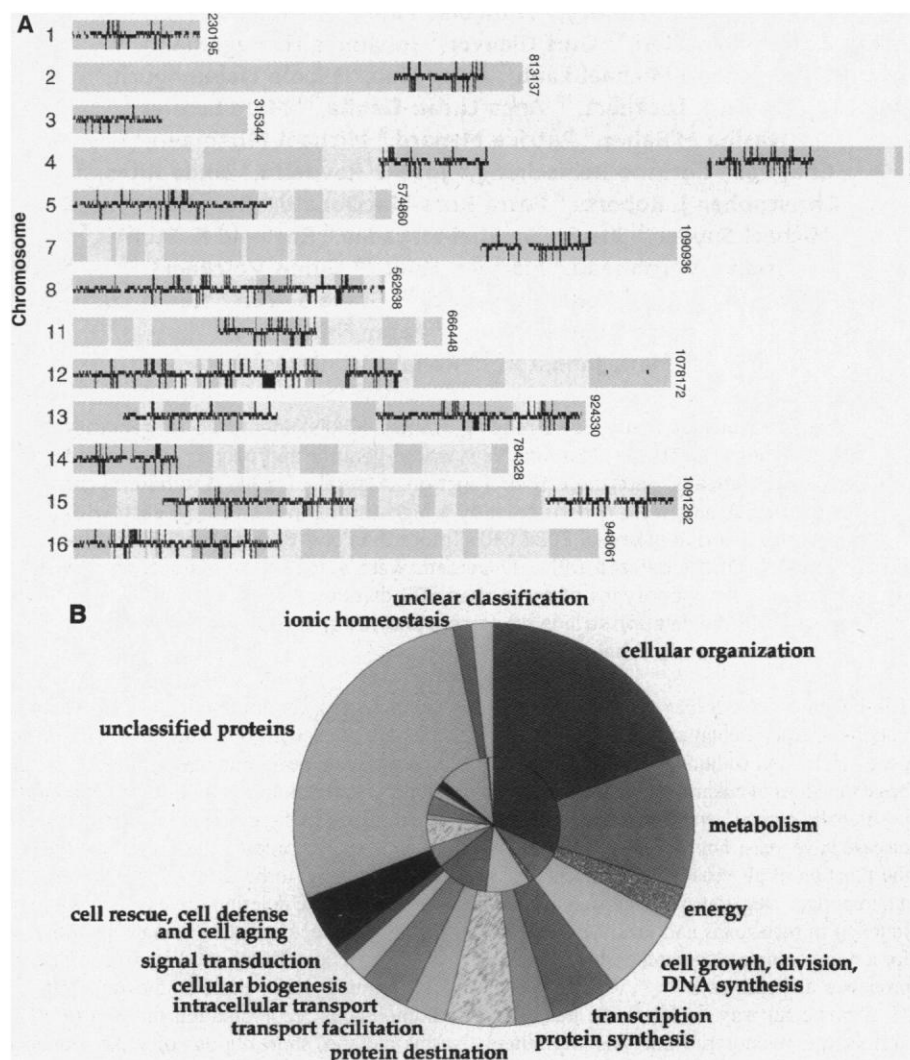 A
Chromosome
1
230195
2
813137
3
315344
4
5
574860
7
1090936
8
562638
11
666448
12
1078172
13
924330
14
784328
15
1091282
16
948061
B
unclear classification
ionic homeostasis
cellular organization
unclassified proteins
metabolism
energy
cell rescue, cell defense
and cell aging
signal transduction
cell growth, division,
DNA synthesis
cellular biogenesis
intracellular transport
transcription
transport facilitation
protein synthesis
protein destination